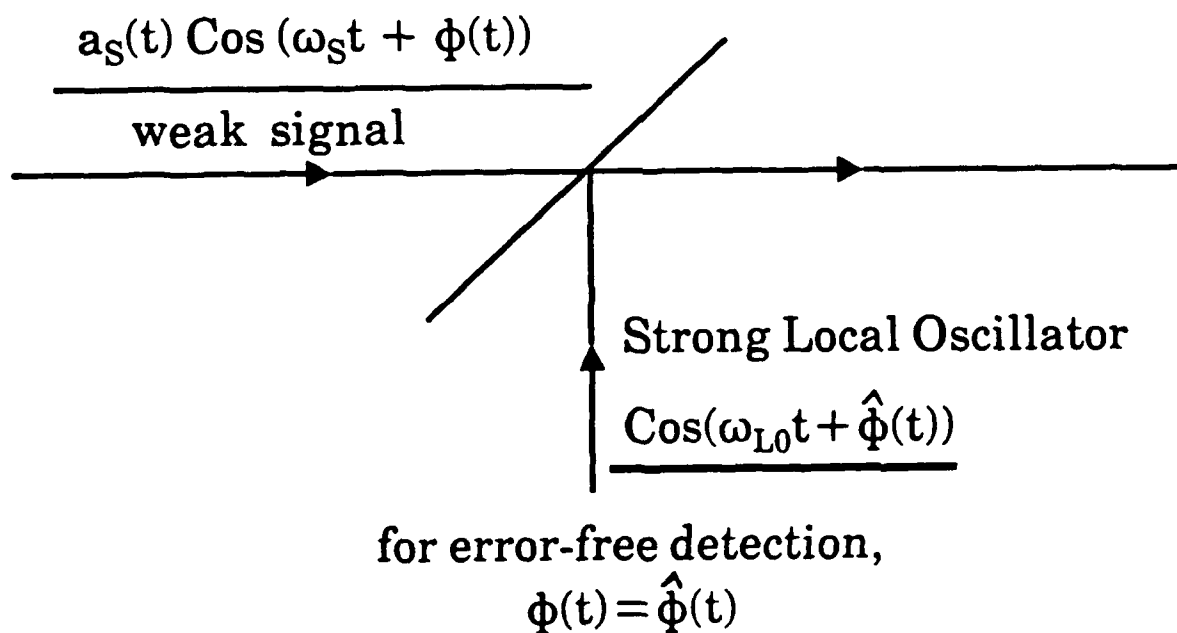 a_S(t) Cos (ω_S t + ϕ(t))
weak signal
Strong Local Oscillator
Cos(ω_L0 t + ϕ̂(t))
for error-free detection,
ϕ(t) = ϕ̂(t)